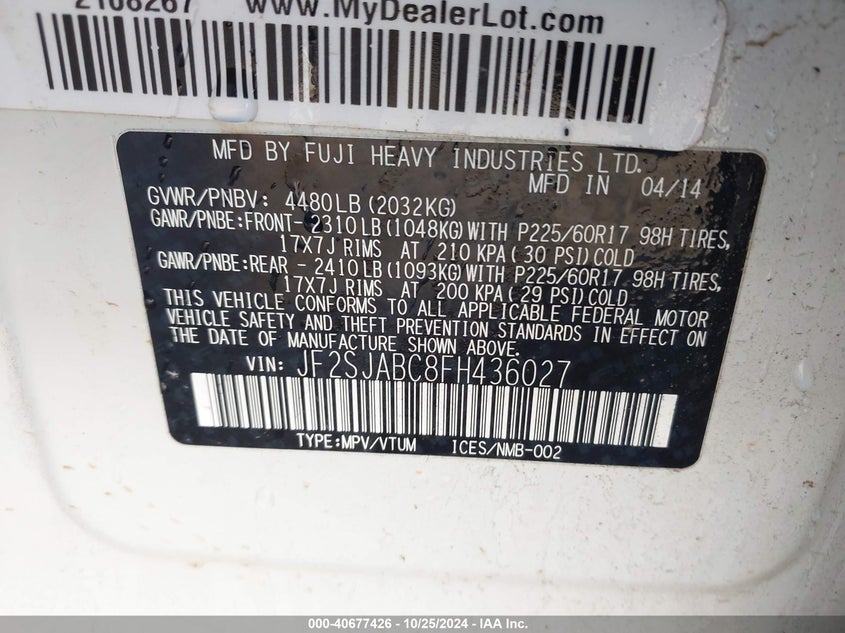 2108267 www.MyDealerLot.com
MFD BY FUJI HEAVY INDUSTRIES LTD.
MFD IN 04/14
GVWR/PNBV: 4480LB(2032KG)
GAWR/PNBE:FRONT- 2310LB(1048KG)WITH P225/60R17 98H TIRES,
17X7J RIMS AT 210 KPA( 30 PSI)COLD
GAWR/PNBE:REAR - 2410LB(1093KG)WITH P225/60R17 98H TIRES,
17X7J RIMS AT 200 KPA(29 PSI)COLD
THIS VEHICLE CONFORMS TO ALL APPLICABLE FEDERAL MOTOR
VEHICLE SAFETY AND THEFT PREVENTION STANDARDS IN EFFECT ON
THE DATE OF MANUFACTURE SHOWN ABOVE.
VIN: JF2SJABC8FH436027
TYPE:MPV/VTUM ICES/NMB-002
000-40677426 - 10/25/2024 - IAAI.com